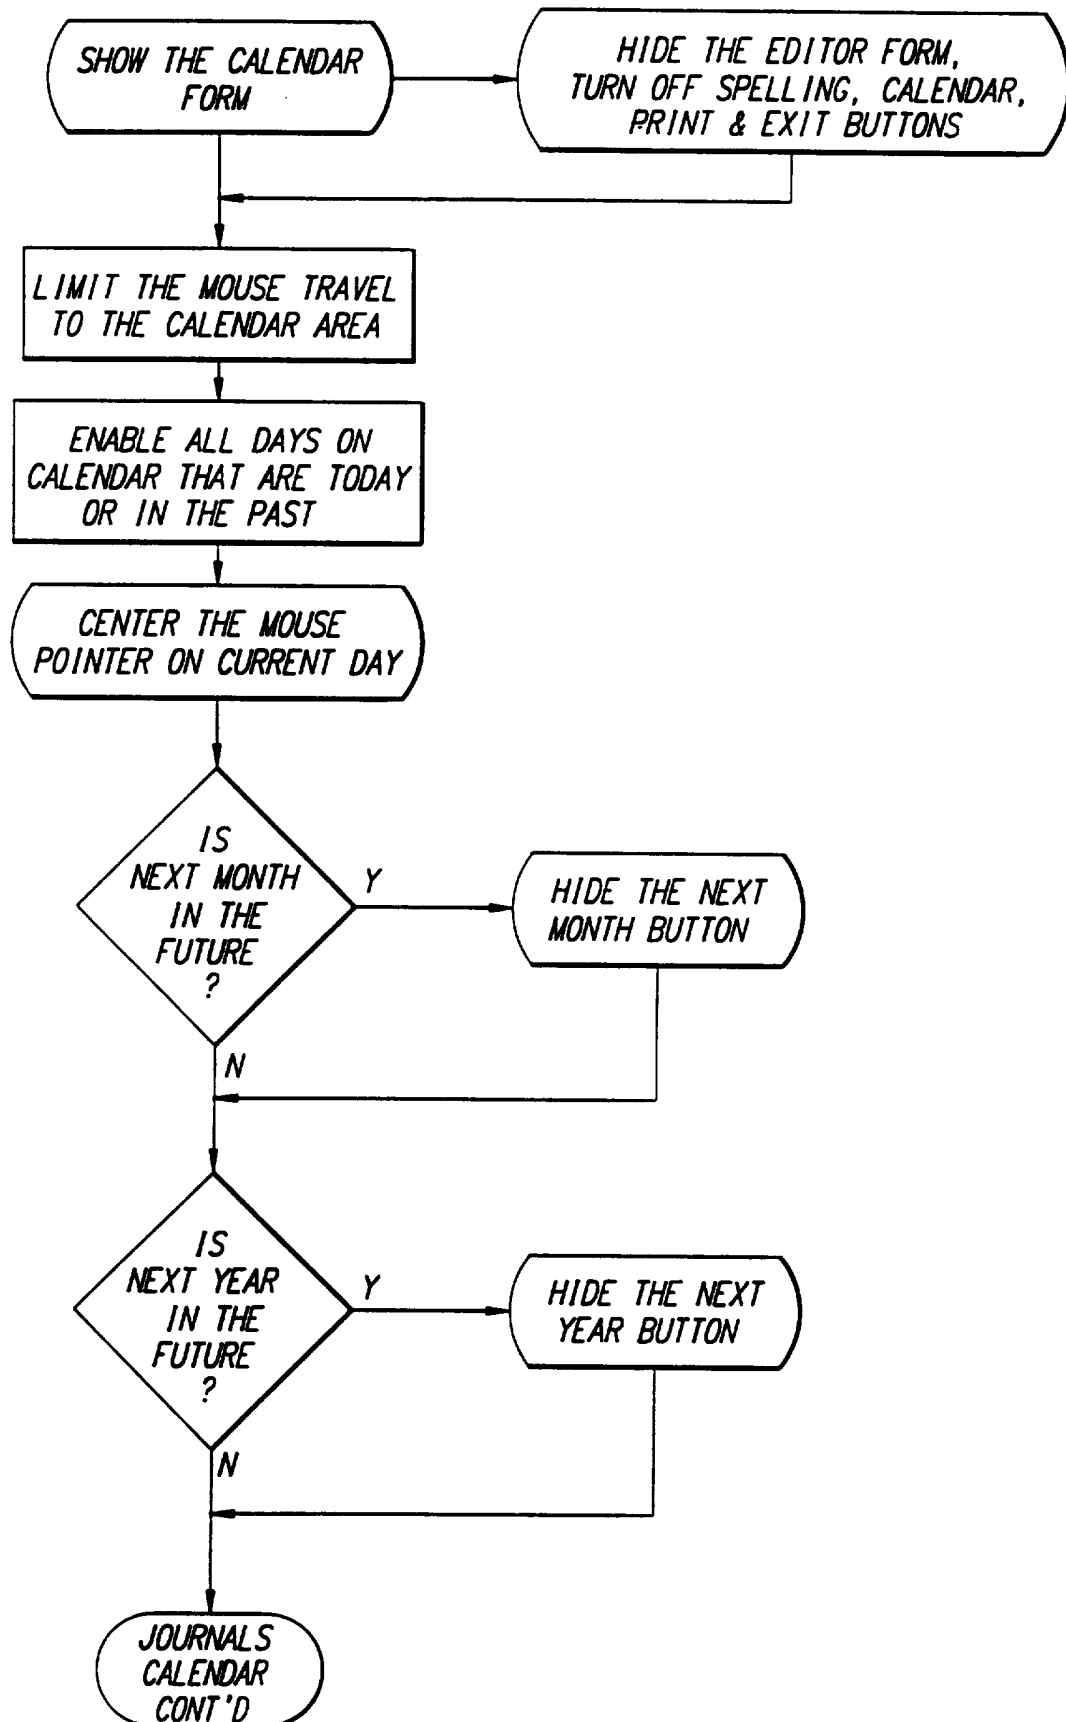 SHOW THE CALENDAR
FORM
HIDE THE EDITOR FORM,
TURN OFF SPELLING, CALENDAR,
PRINT & EXIT BUTTONS
LIMIT THE MOUSE TRAVEL
TO THE CALENDAR AREA
ENABLE ALL DAYS ON
CALENDAR THAT ARE TODAY
OR IN THE PAST
CENTER THE MOUSE
POINTER ON CURRENT DAY
IS
NEXT MONTH
IN THE
FUTURE
?
Y
HIDE THE NEXT
MONTH BUTTON
N
IS
NEXT YEAR
IN THE
FUTURE
?
Y
HIDE THE NEXT
YEAR BUTTON
N
JOURNALS
CALENDAR
CONT'D